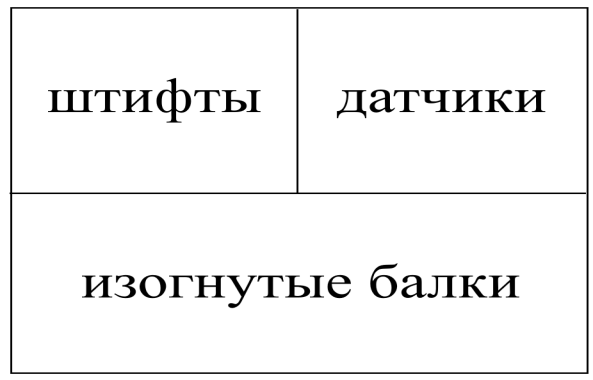 штифты
датчики
изогнутые балки